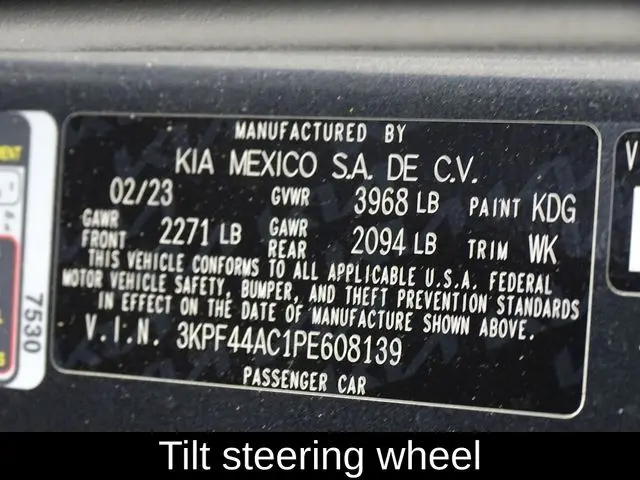 MANUFACTURED BY
KIA MEXICO S.A. DE C.V.
02/23 GVWR 3968 LB PAINT KDG
GAWR FRONT 2271 LB GAWR REAR 2094 LB TRIM WK
THIS VEHICLE CONFORMS TO ALL APPLICABLE U.S.A. FEDERAL
MOTOR VEHICLE SAFETY, BUMPER, AND THEFT PREVENTION STANDARDS
IN EFFECT ON THE DATE OF MANUFACTURE SHOWN ABOVE.
V.I.N. 3KPF44AC1PE608139
PASSENGER CAR
7530
V
Tilt steering wheel